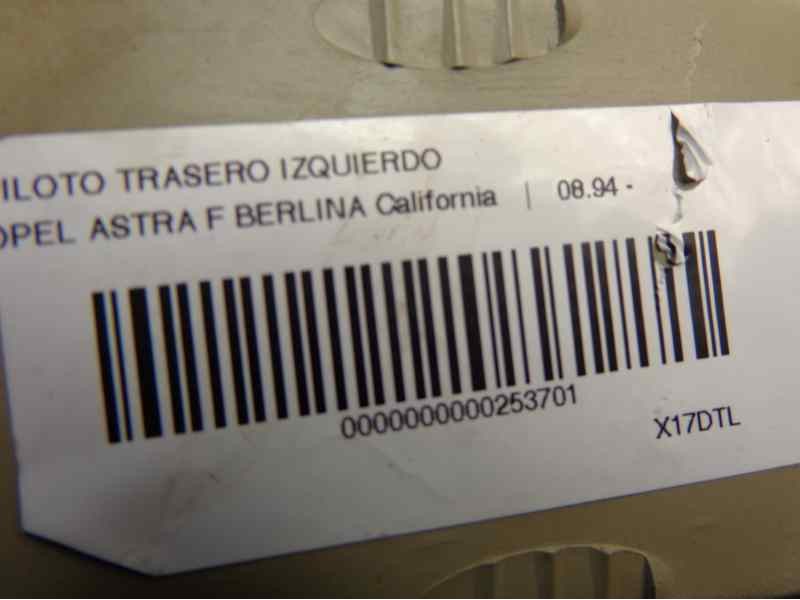 ILOTO TRASERO IZQUIERDO
OPEL ASTRA F BERLINA California | 08.94 -
0000000000253701
X17DTL